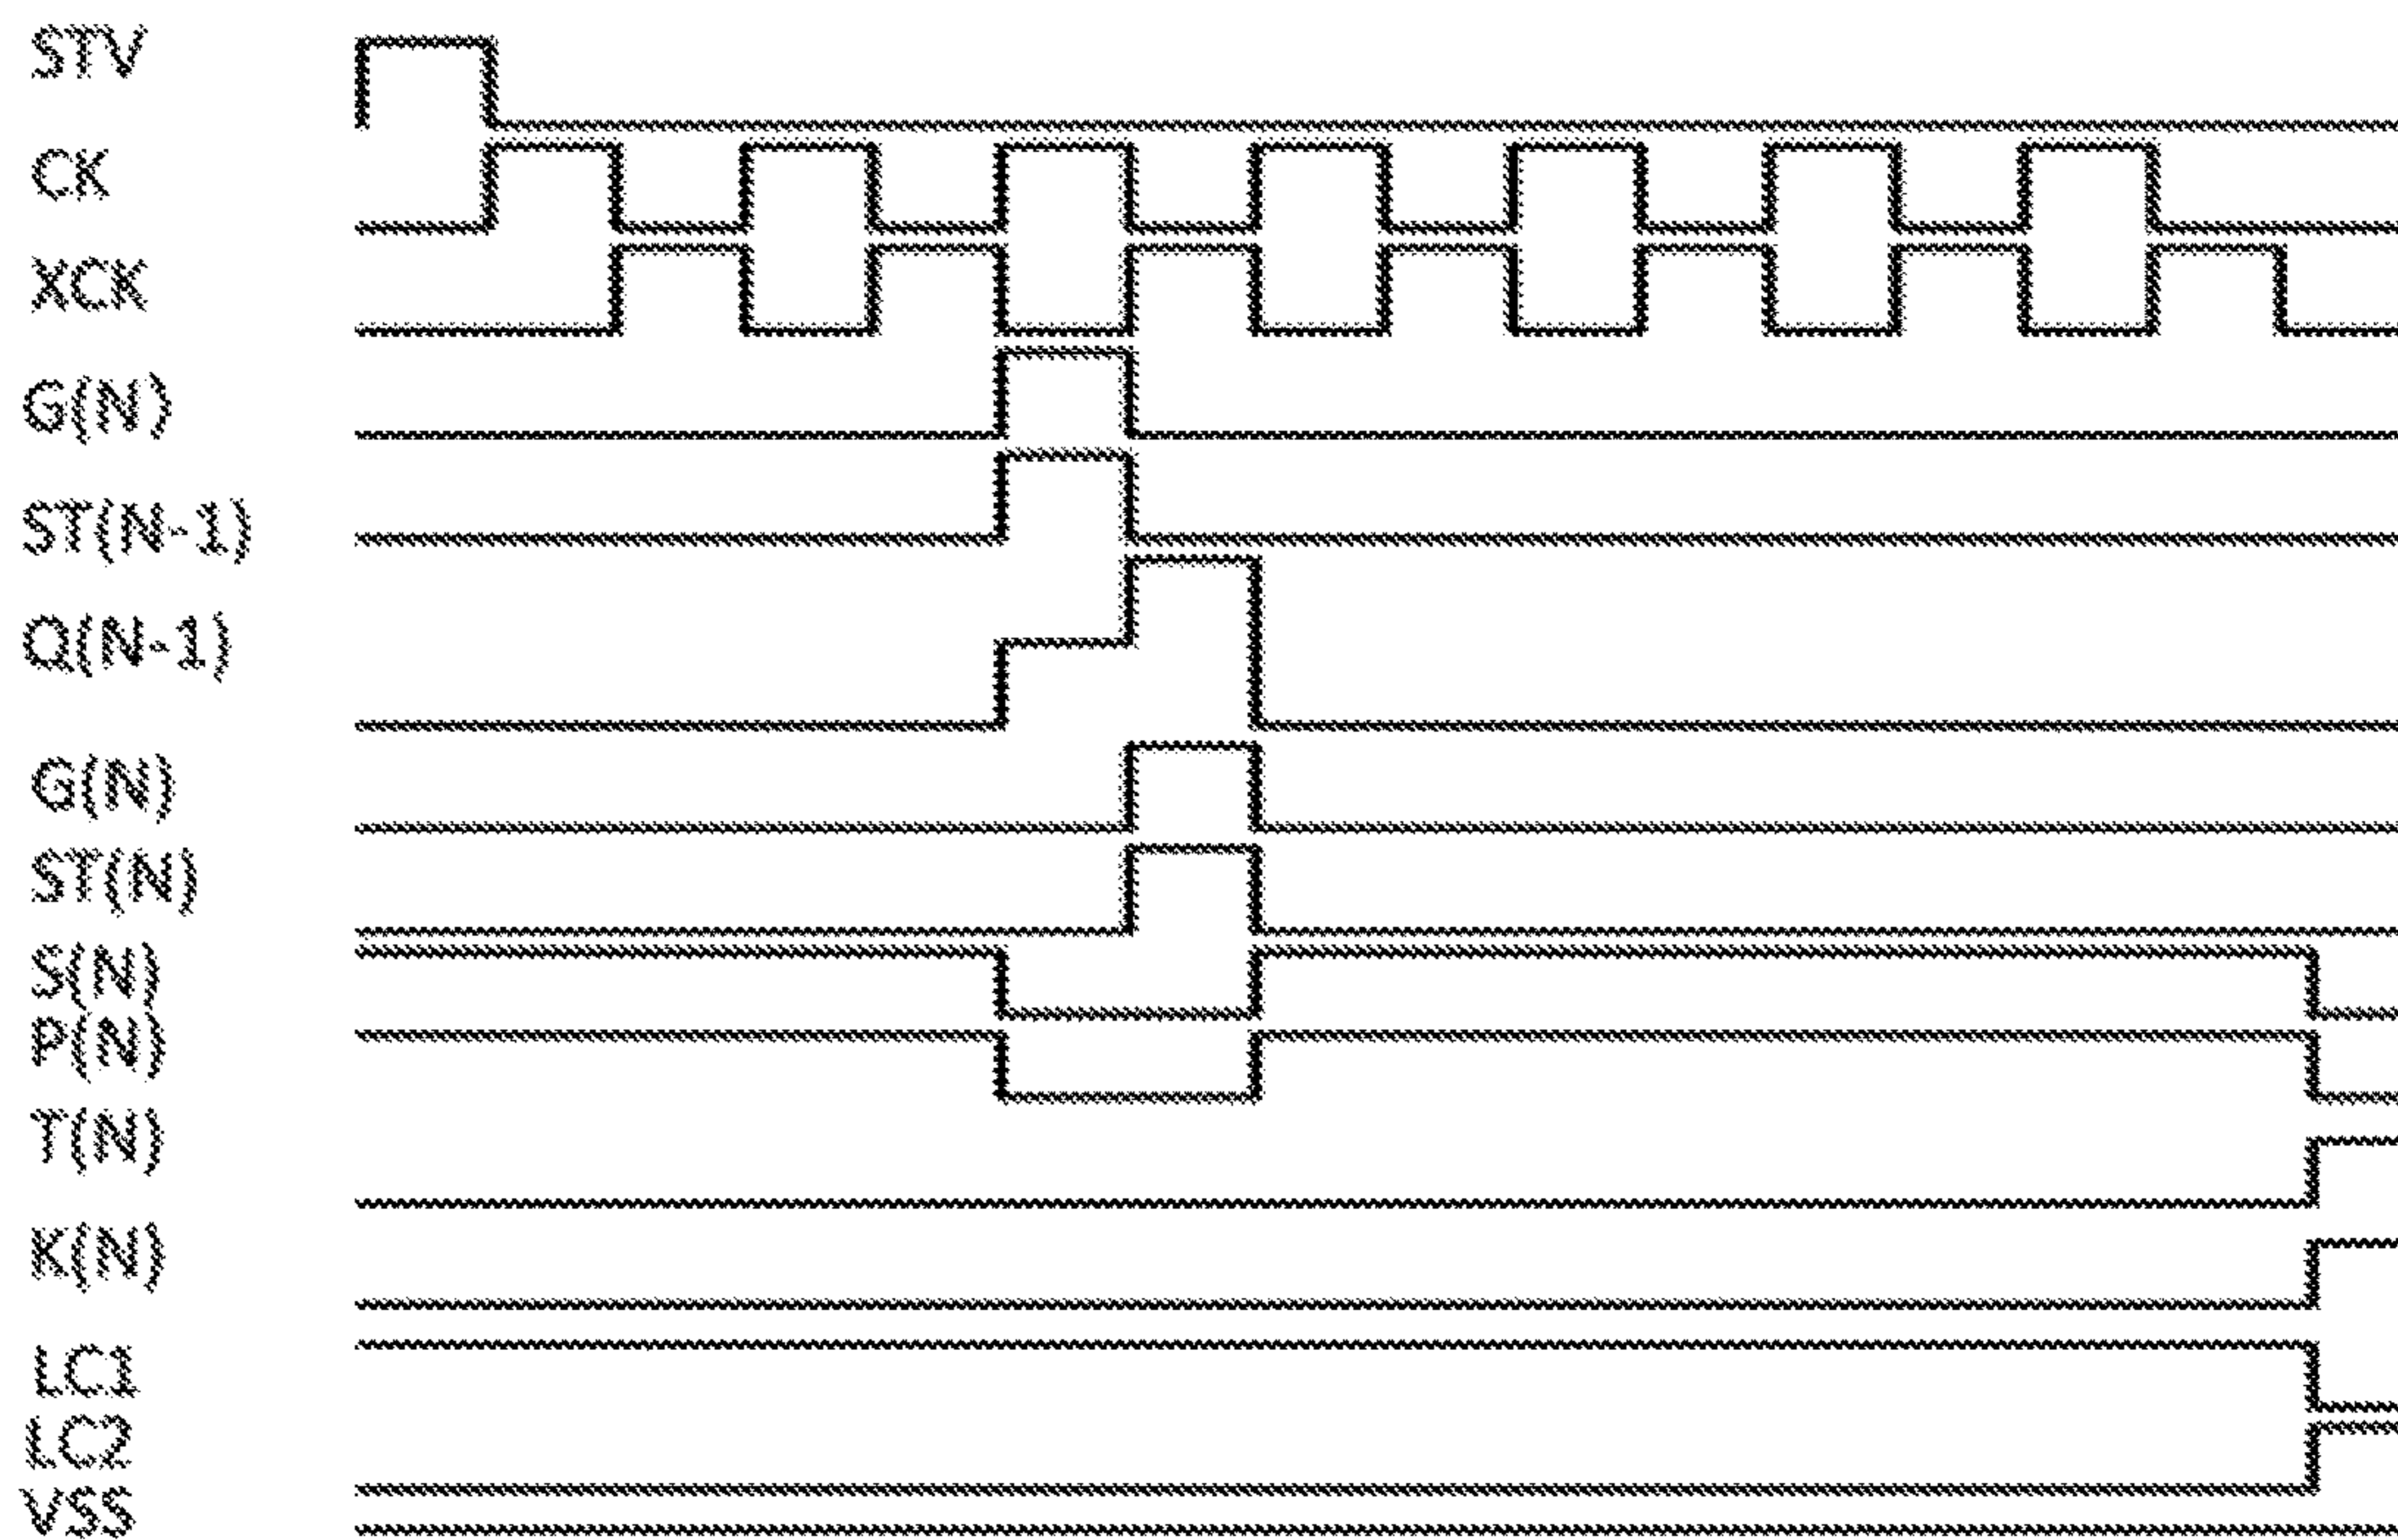 STV
CK
XCK
G(N)
ST(N-1)
Q(N-1)
G(N)
ST(N)
S(N)
P(N)
T(N)
K(N)
LC1
LC2
VSS